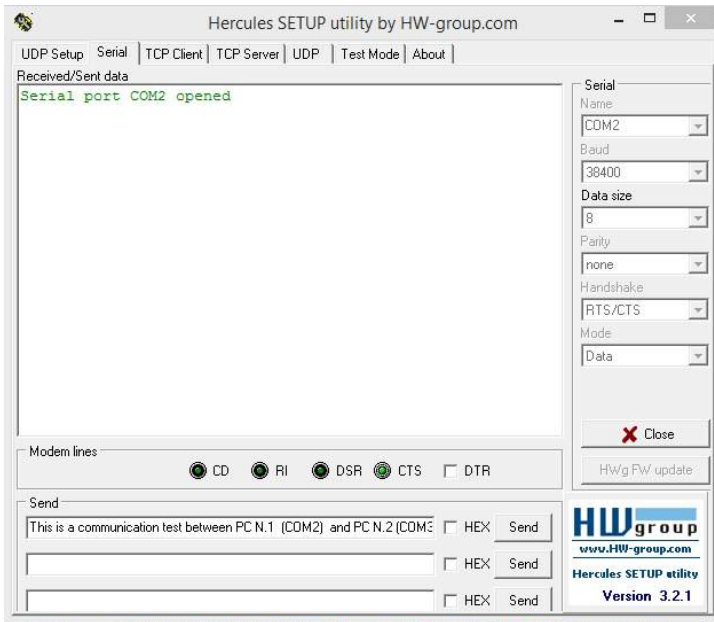 Hercules SETUP utility by HW-group.com
UDP Setup Serial TCP Client TCP Server UDP Test Mode About
Received/Sent data
Serial port COM2 opened
Serial
Name
COM2
Baud
38400
Data size
8
Parity
none
Handshake
RTS/CTS
Mode
Data
Close
HWg FW update
Modem lines
CD RI DSR CTS DTR
Send
This is a communication test between PC N.1 (COM2) and PC N.2 (COM3 HEX Send
HEX Send
HEX Send
HW group
www.HW-group.com
Hercules SETUP utility
Version 3.2.1